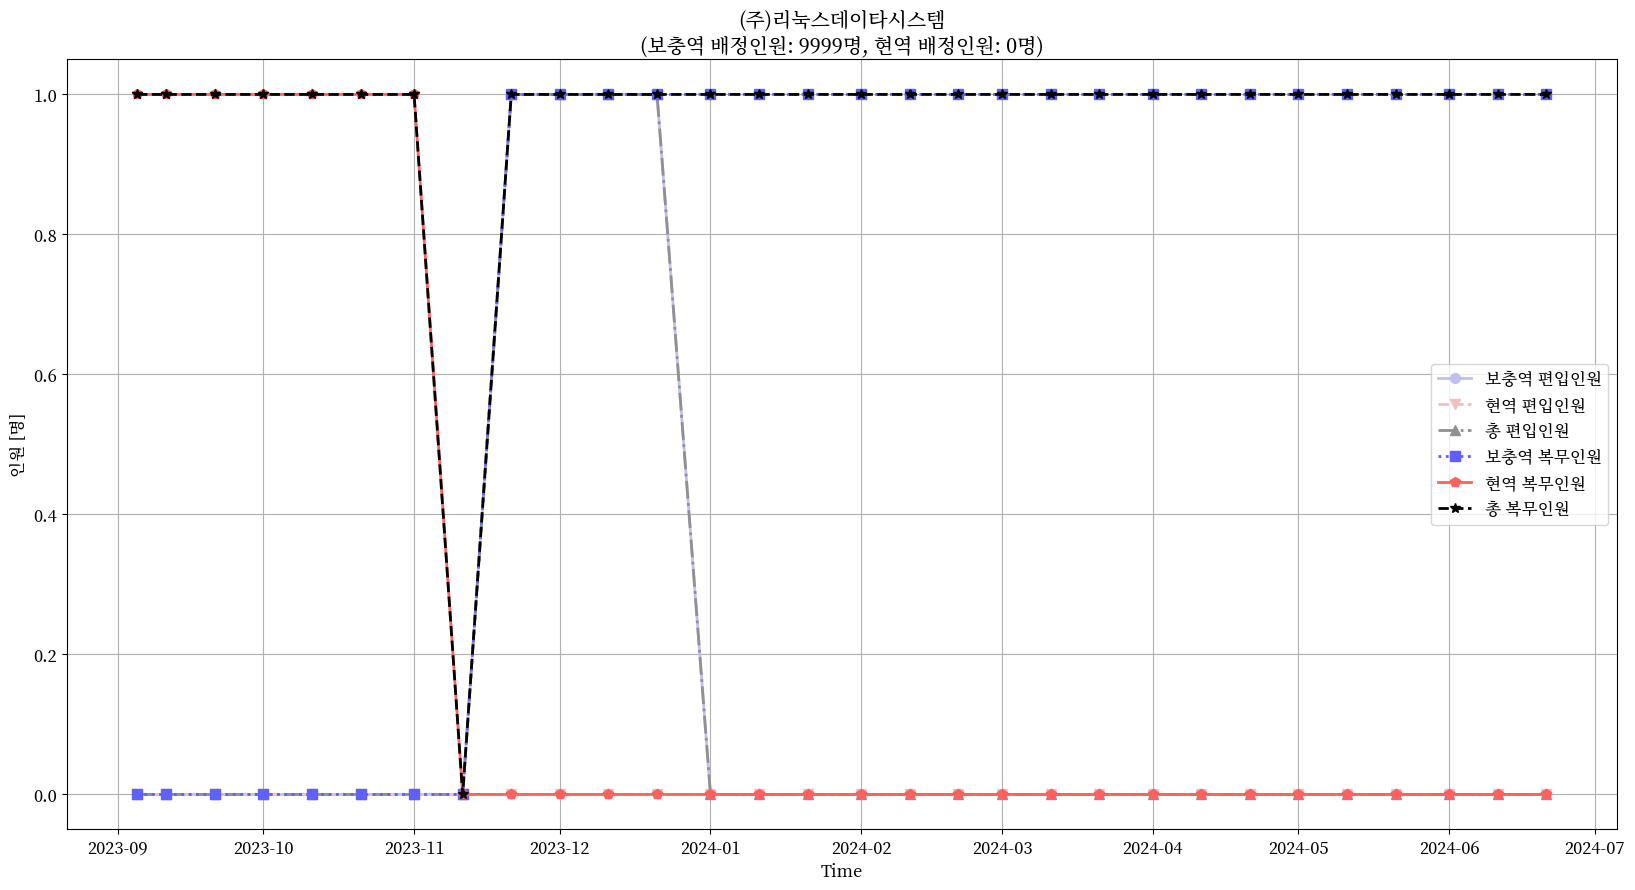 (주)리눅스데이타시스템
(보충역 배정인원: 9999명, 현역 배정인원: 0명)
인원 [명]
1.0
0.8
0.6
0.4
0.2
0.0
보충역 편입인원
현역 편입인원
총 편입인원
보충역 복무인원
현역 복무인원
총 복무인원
2023-09 2023-10 2023-11 2023-12 2024-01 2024-02 2024-03 2024-04 2024-05 2024-06 2024-07
Time